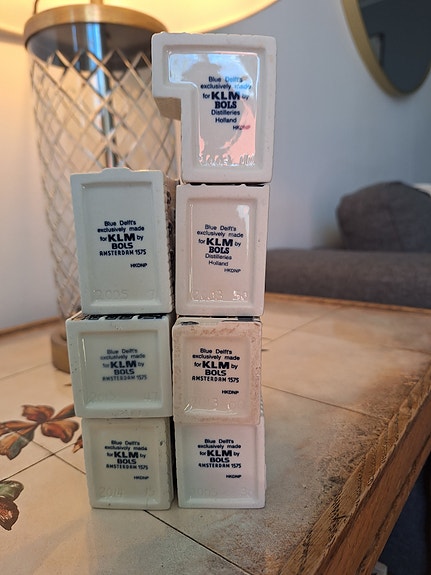 Blue Delft's
exclusively made
for KLM by
BOLS
Distilleries
Holland
HKDNP
Blue Delft's
exclusively made
for KLM by
BOLS
AMSTERDAM 1575
HKDNP
Blue Delft's
exclusively made
for KLM by
BOLS
Distilleries
Holland
HKDNP
Blue Delft's
exclusively made
for KLM by
BOLS
AMSTERDAM 1575
HKDNP
Blue Delft's
exclusively made
for KLM by
BOLS
AMSTERDAM 1575
HKDNP
Blue Delft's
exclusively made
for KLM by
BOLS
AMSTERDAM 1575
HKDNP
Blue Delft's
exclusively made
for KLM by
BOLS
AMSTERDAM 1575
HKDNP